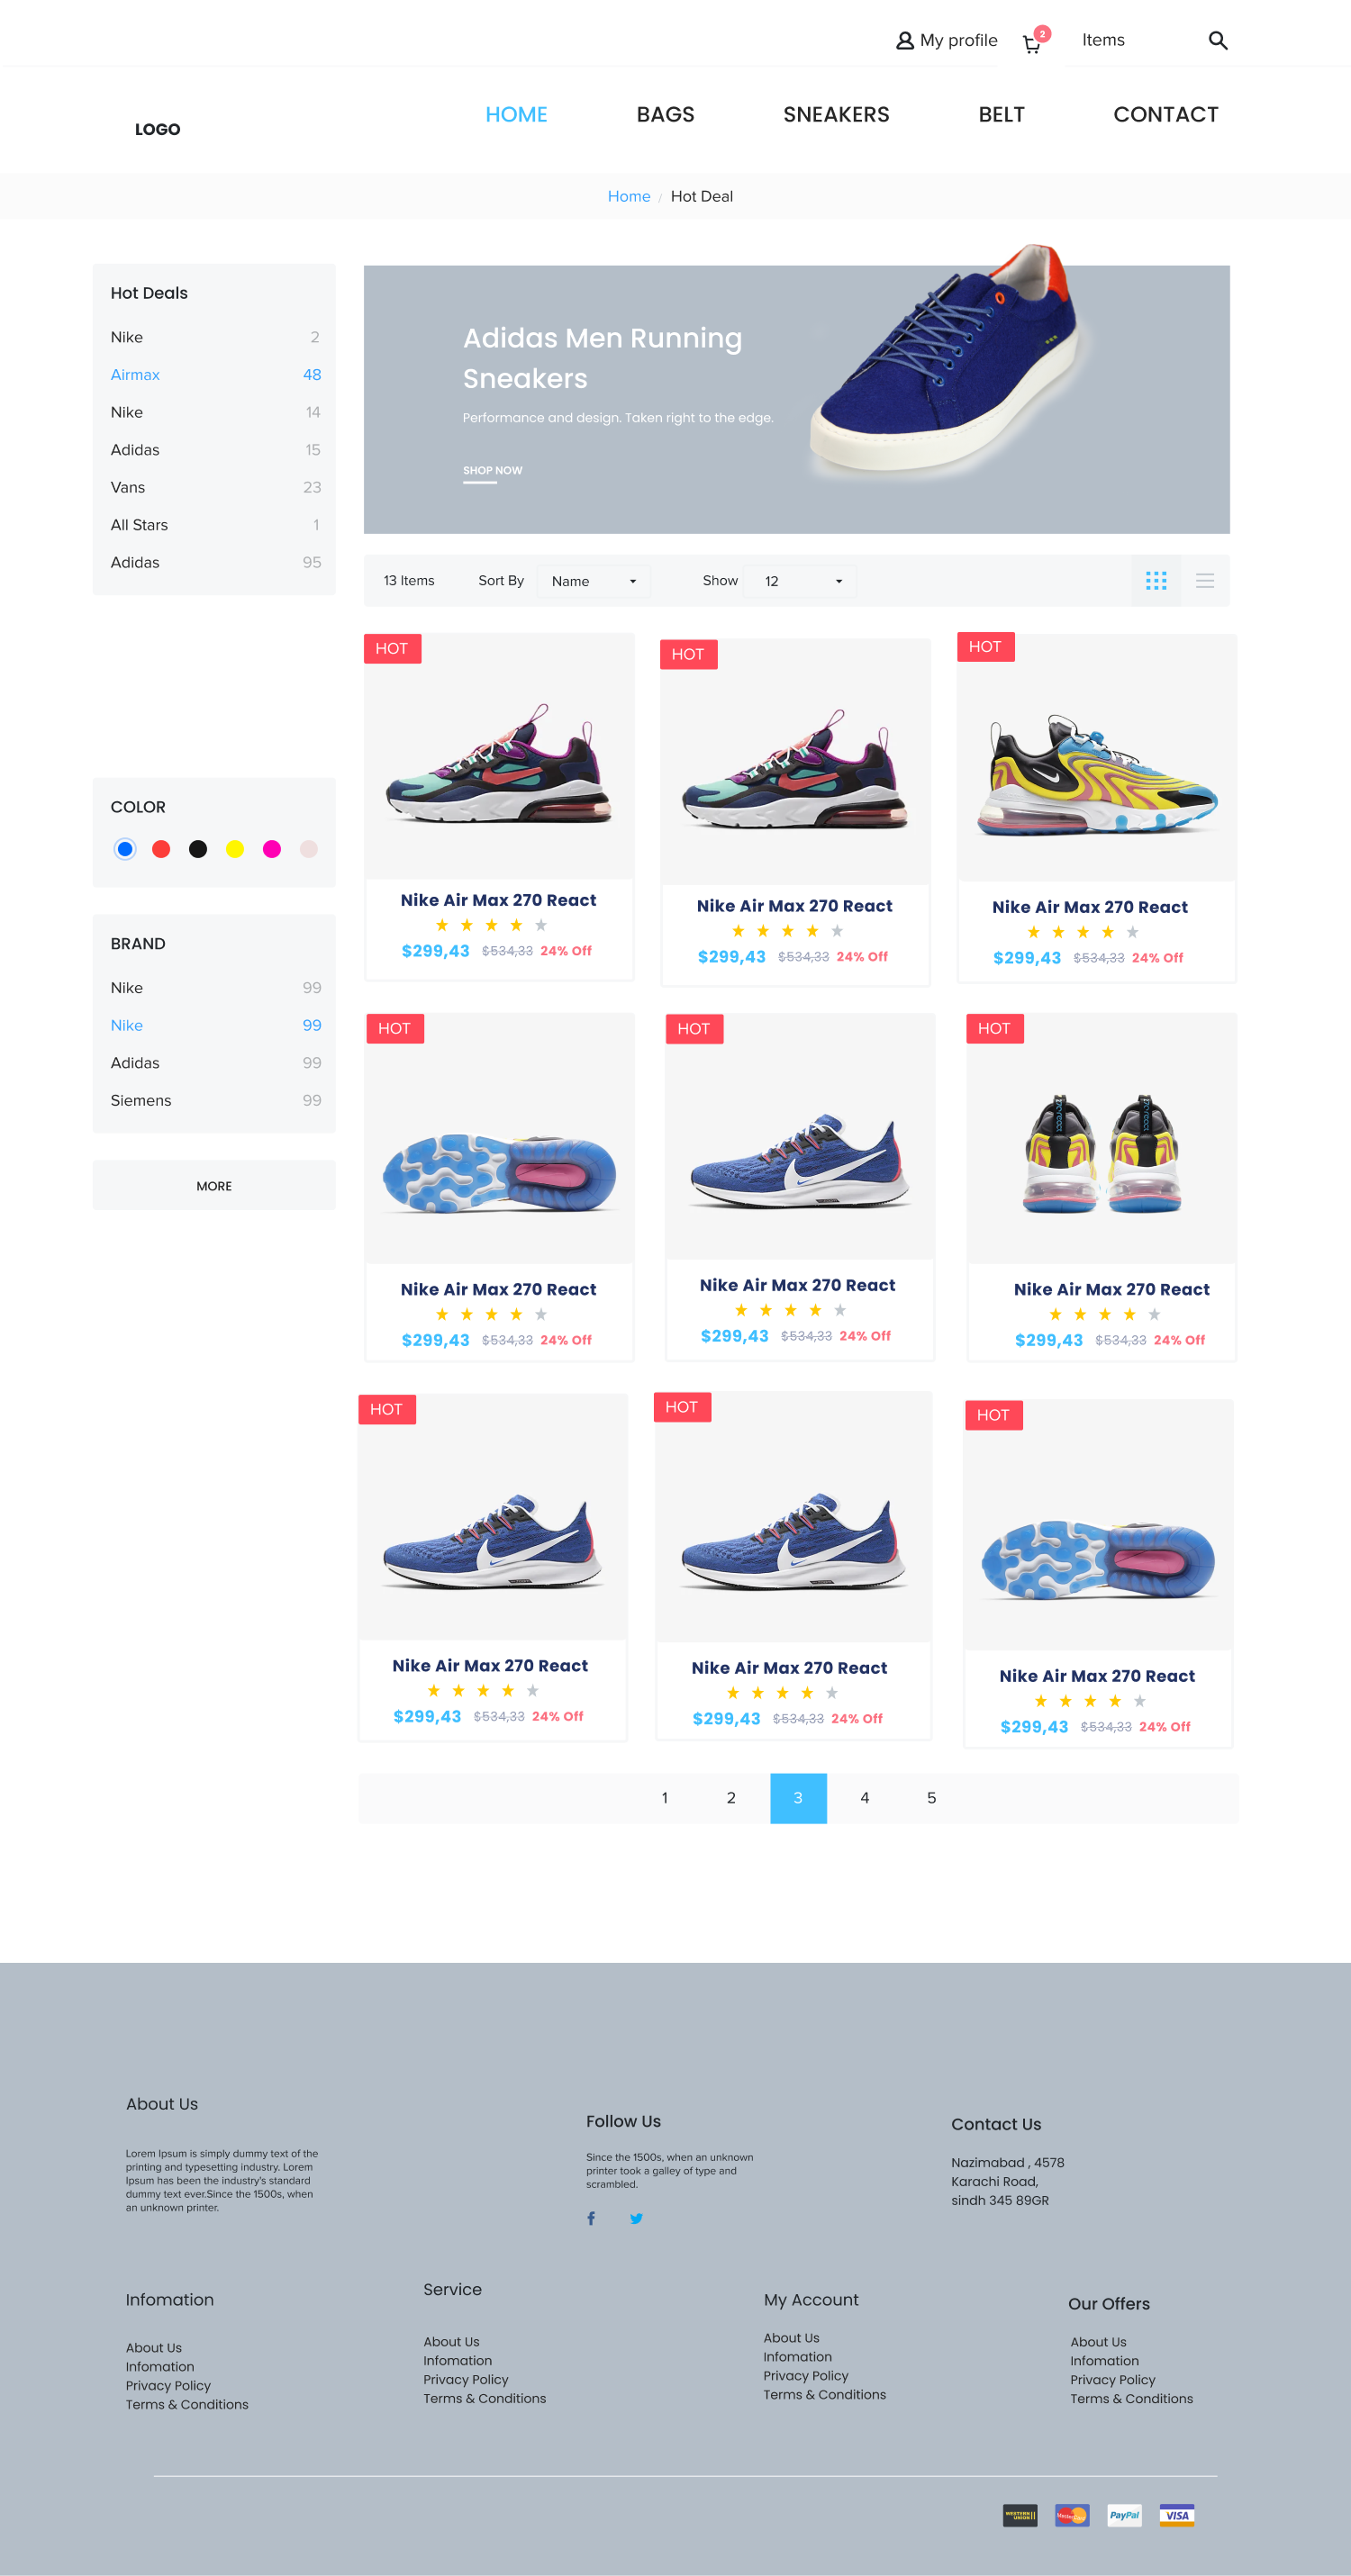 My profile 2 Items
LOGO
HOME BAGS SNEAKERS BELT CONTACT
Home / Hot Deal
Hot Deals
Nike 2
Airmax 48
Nike 14
Adidas 15
Vans 23
All Stars 1
Adidas 95
Adidas Men Running
Sneakers
Performance and design. Taken right to the edge.
SHOP NOW
13 Items Sort By Name Show 12
COLOR
BRAND
Nike 99
Nike 99
Adidas 99
Siemens 99
MORE
HOT
Nike Air Max 270 React
$299,43 $534,33 24% Off
HOT
Nike Air Max 270 React
$299,43 $534,33 24% Off
HOT
Nike Air Max 270 React
$299,43 $534,33 24% Off
HOT
Nike Air Max 270 React
$299,43 $534,33 24% Off
HOT
Nike Air Max 270 React
$299,43 $534,33 24% Off
HOT
Nike Air Max 270 React
$299,43 $534,33 24% Off
HOT
Nike Air Max 270 React
$299,43 $534,33 24% Off
HOT
Nike Air Max 270 React
$299,43 $534,33 24% Off
HOT
Nike Air Max 270 React
$299,43 $534,33 24% Off
1 2 3 4 5
About Us
Lorem Ipsum is simply dummy text of the
printing and typesetting industry. Lorem
Ipsum has been the industry's standard
dummy text ever.Since the 1500s, when
an unknown printer.
Follow Us
Since the 1500s, when an unknown
printer took a galley of type and
scrambled.
Contact Us
Nazimabad , 4578
Karachi Road,
sindh 345 89GR
Infomation
About Us
Infomation
Privacy Policy
Terms & Conditions
Service
About Us
Infomation
Privacy Policy
Terms & Conditions
My Account
About Us
Infomation
Privacy Policy
Terms & Conditions
Our Offers
About Us
Infomation
Privacy Policy
Terms & Conditions
WESTERN
UNION
MasterCard
PayPal
VISA